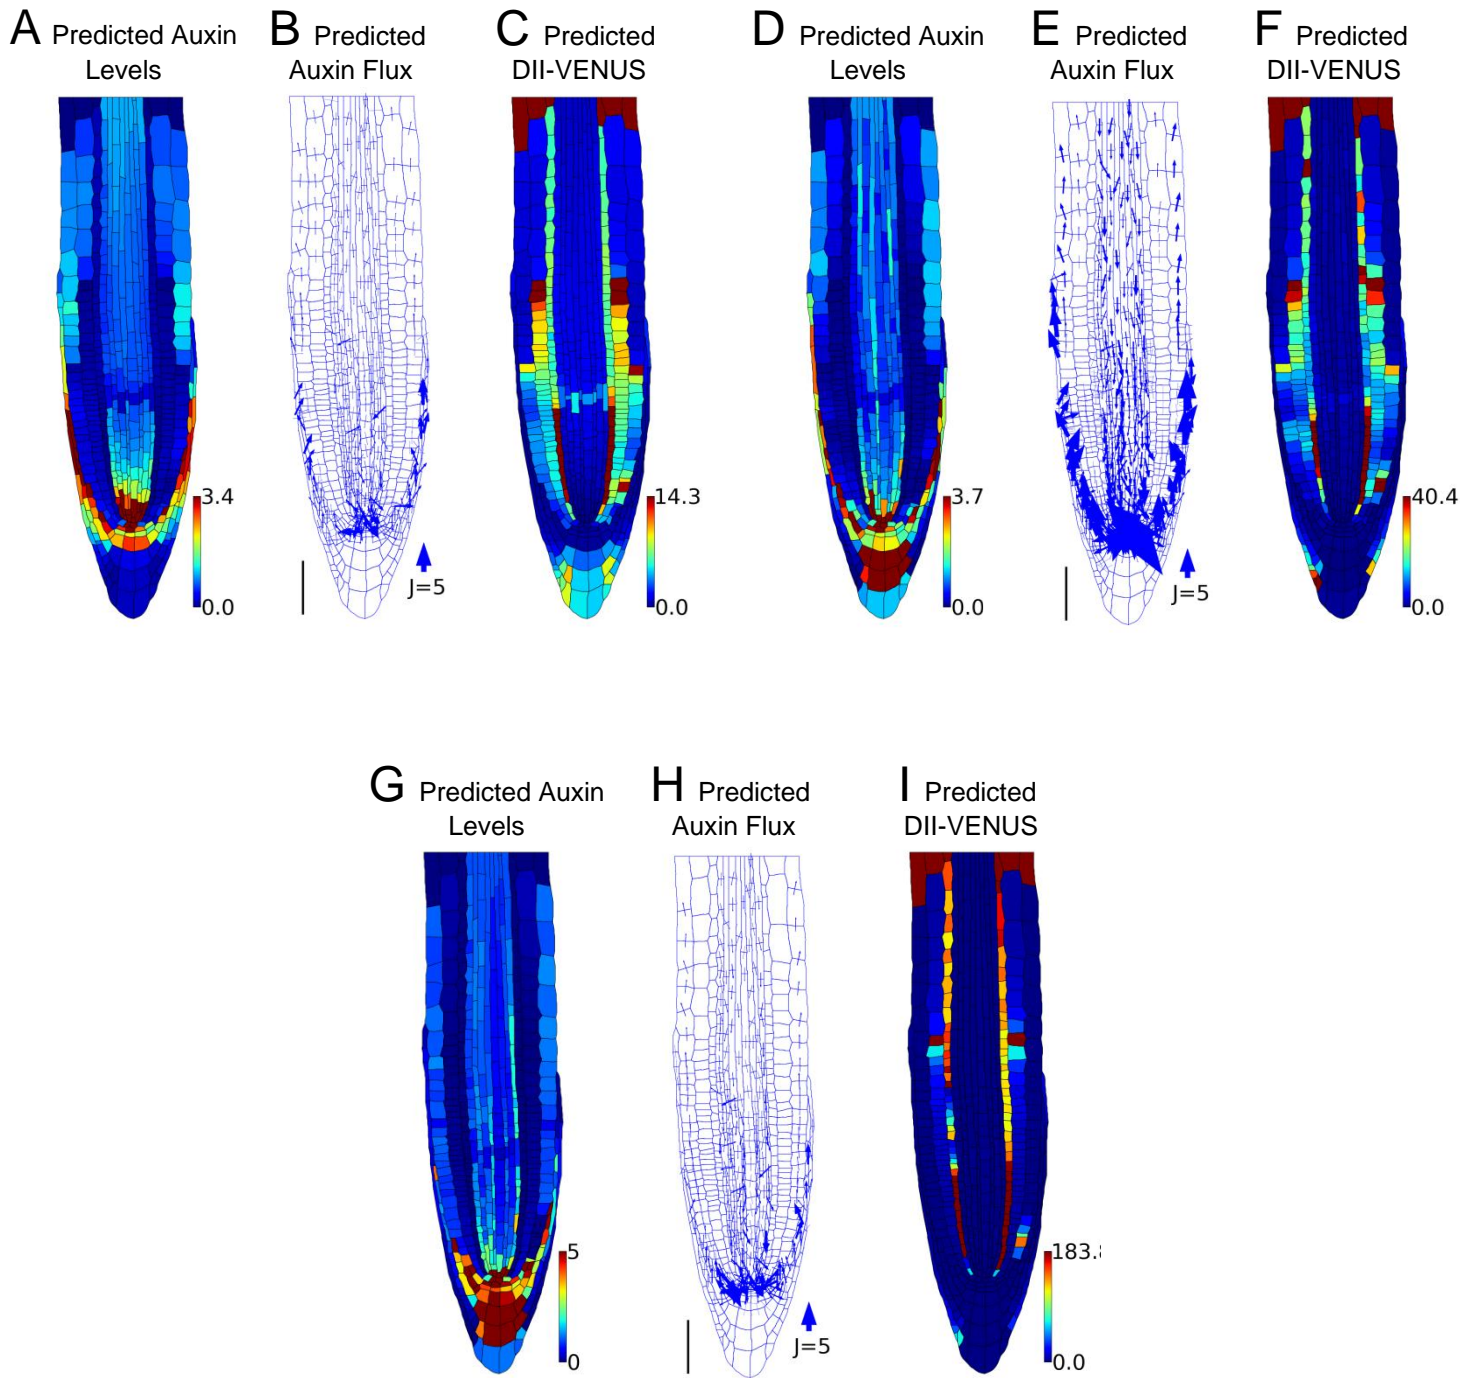 A Predicted Auxin
Levels
B Predicted
Auxin Flux
C Predicted
DII-VENUS
D Predicted Auxin
Levels
E Predicted
Auxin Flux
F Predicted
DII-VENUS
3.4
0.0
J=5
14.3
0.0
3.7
0.0
J=5
40.4
0.0
G Predicted Auxin
Levels
H Predicted
Auxin Flux
I Predicted
DII-VENUS
5
0
J=5
183.8
0.0